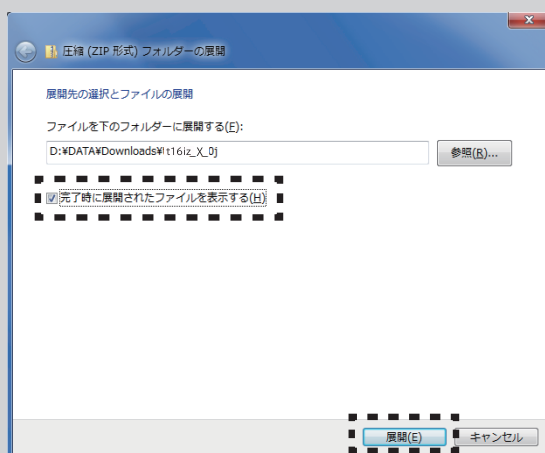 圧縮 (ZIP 形式) フォルダーの展開
展開先の選択とファイルの展開
ファイルを下のフォルダーに展開する(F):
D:¥DATA¥Downloads¥lt16iz_X_0j
参照(R)...
完了時に展開されたファイルを表示する(H)
展開(E)
キャンセル